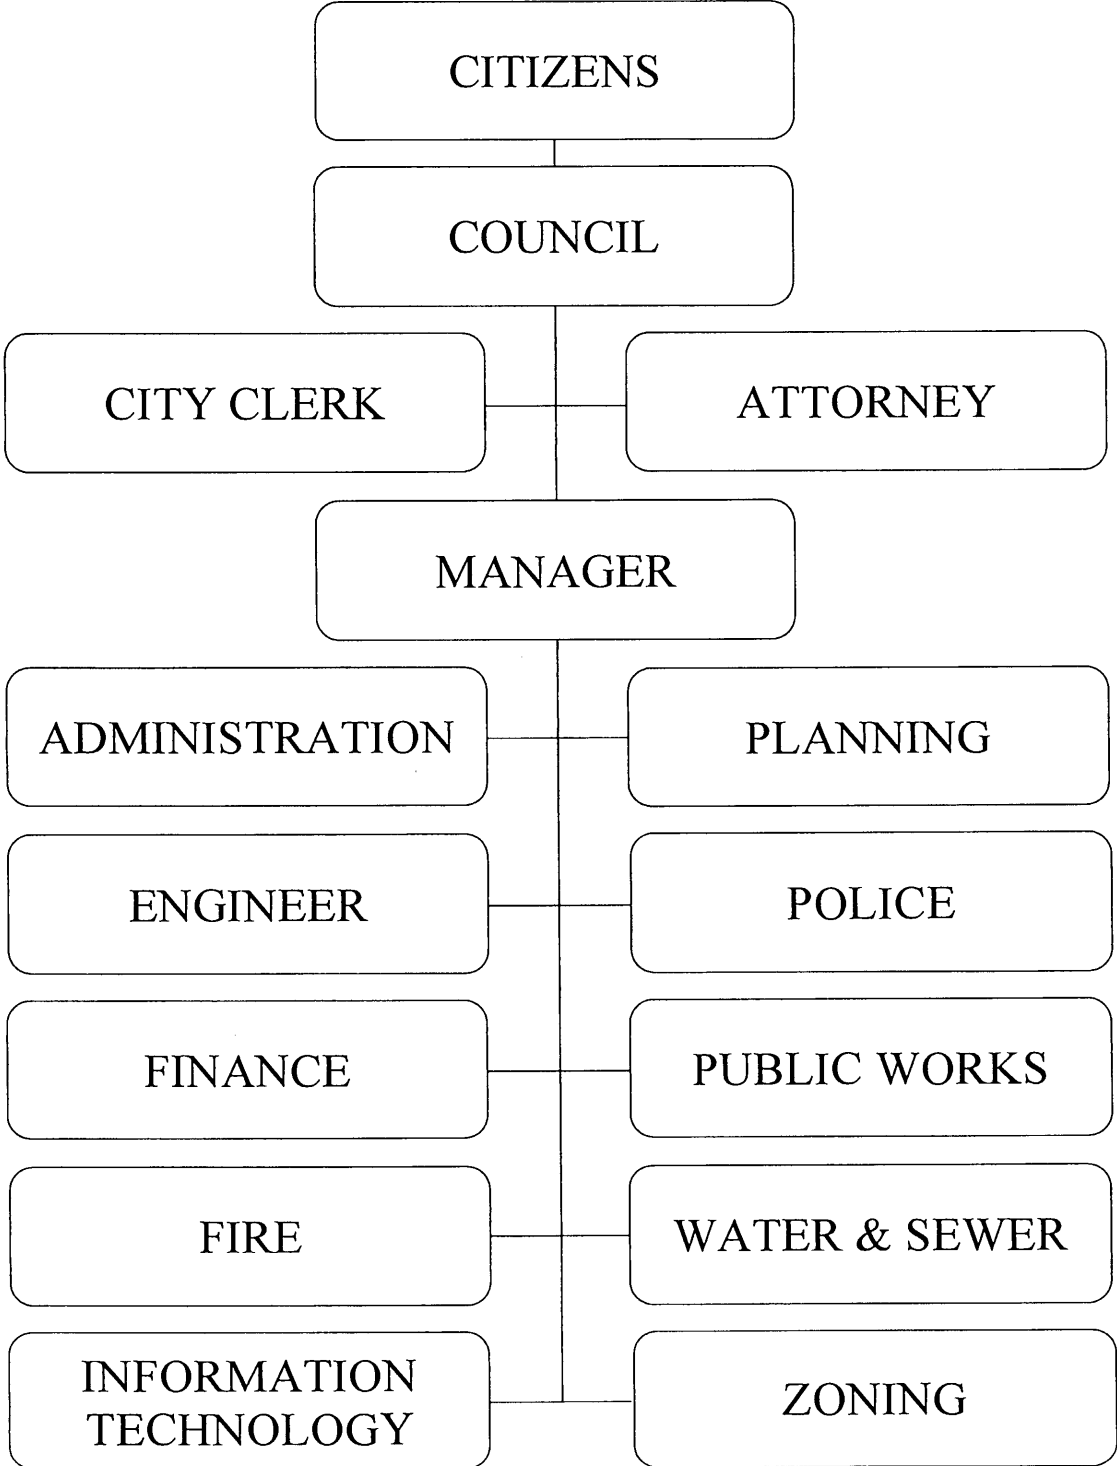 CITIZENS
COUNCIL
CITY CLERK
ATTORNEY
MANAGER
ADMINISTRATION
PLANNING
ENGINEER
POLICE
FINANCE
PUBLIC WORKS
FIRE
WATER & SEWER
INFORMATION
TECHNOLOGY
ZONING